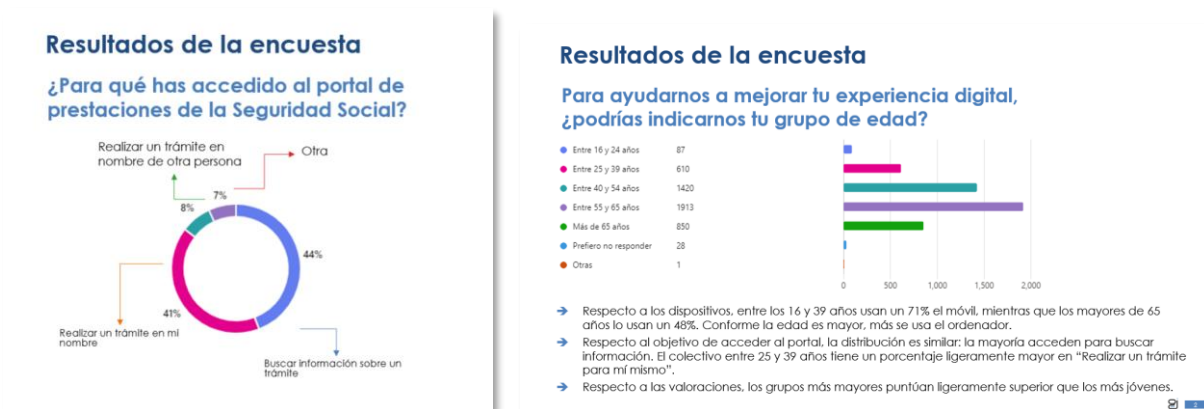 Resultados de la encuesta
¿Para qué has accedido al portal de
prestaciones de la Seguridad Social?
Realizar un trámite en
nombre de otra persona
Otra
7%
8%
44%
41%
Realizar un trámite en mi
nombre
Buscar información sobre un
trámite
Resultados de la encuesta
Para ayudarnos a mejorar tu experiencia digital,
¿podrías indicarnos tu grupo de edad?
Entre 16 y 24 años 87
Entre 25 y 39 años 610
Entre 40 y 54 años 1420
Entre 55 y 65 años 1913
Más de 65 años 850
Prefiero no responder 28
Otras 1
0 500 1,000 1,500 2,000
Respecto a los dispositivos, entre los 16 y 39 años usan un 71% el móvil, mientras que los mayores de 65
años lo usan un 48%. Conforme la edad es mayor, más se usa el ordenador.
Respecto al objetivo de acceder al portal, la distribución es similar: la mayoría acceden para buscar
información. El colectivo entre 25 y 39 años tiene un porcentaje ligeramente mayor en “Realizar un trámite
para mí mismo”.
Respecto a las valoraciones, los grupos más mayores puntúan ligeramente superior que los más jóvenes.